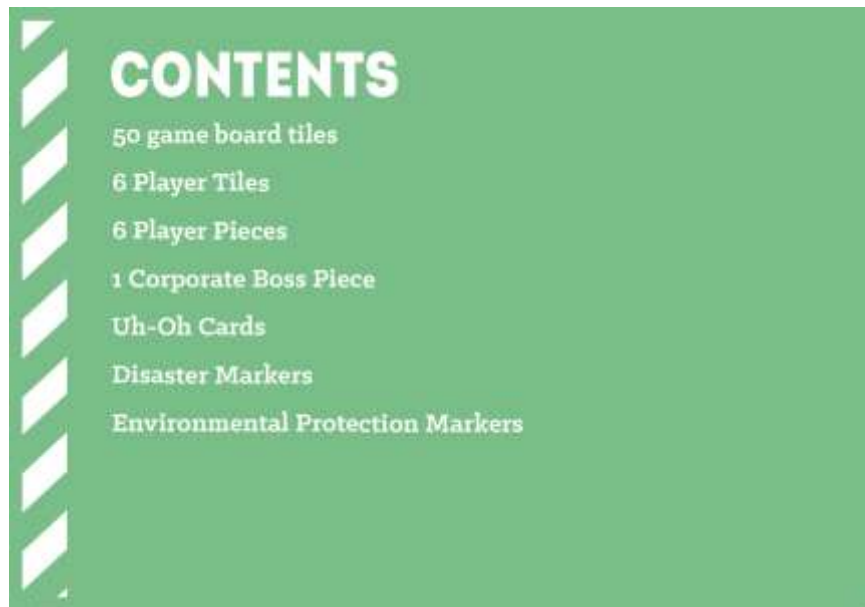 CONTENTS
50 game board tiles
6 Player Tiles
6 Player Pieces
1 Corporate Boss Piece
Uh-Oh Cards
Disaster Markers
Environmental Protection Markers